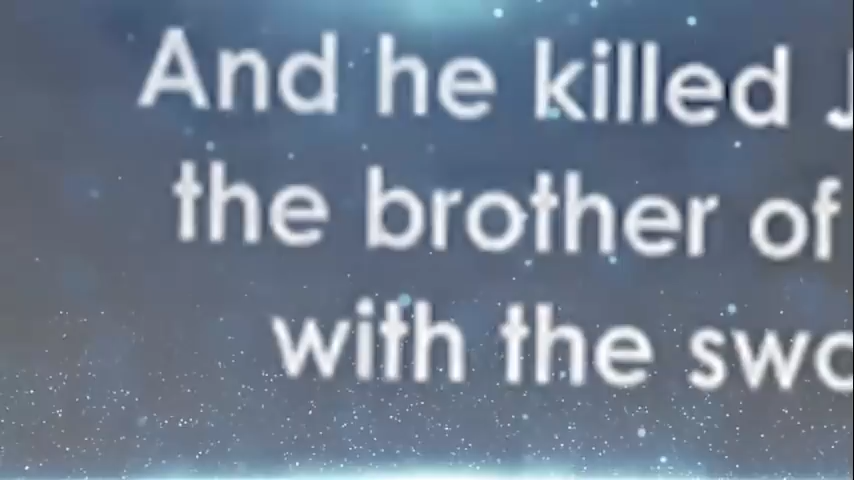 And he killed
the brother of
with the